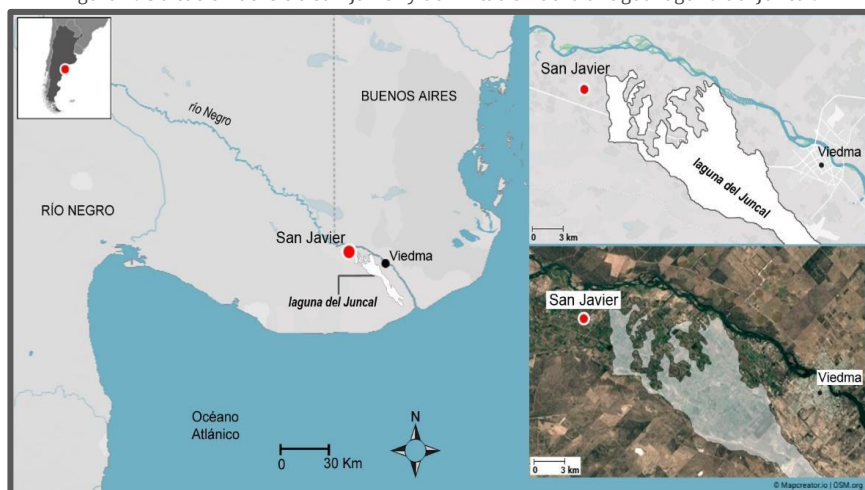 río Negro
BUENOS AIRES
RÍO NEGRO
San Javier
Viedma
laguna del Juncal
Océano
Atlánico
N
0 30 Km
San Javier
Viedma
laguna del Juncal
0 3 km
San Javier
Viedma
0 3 km
© Mapcreator.io | OSM.org